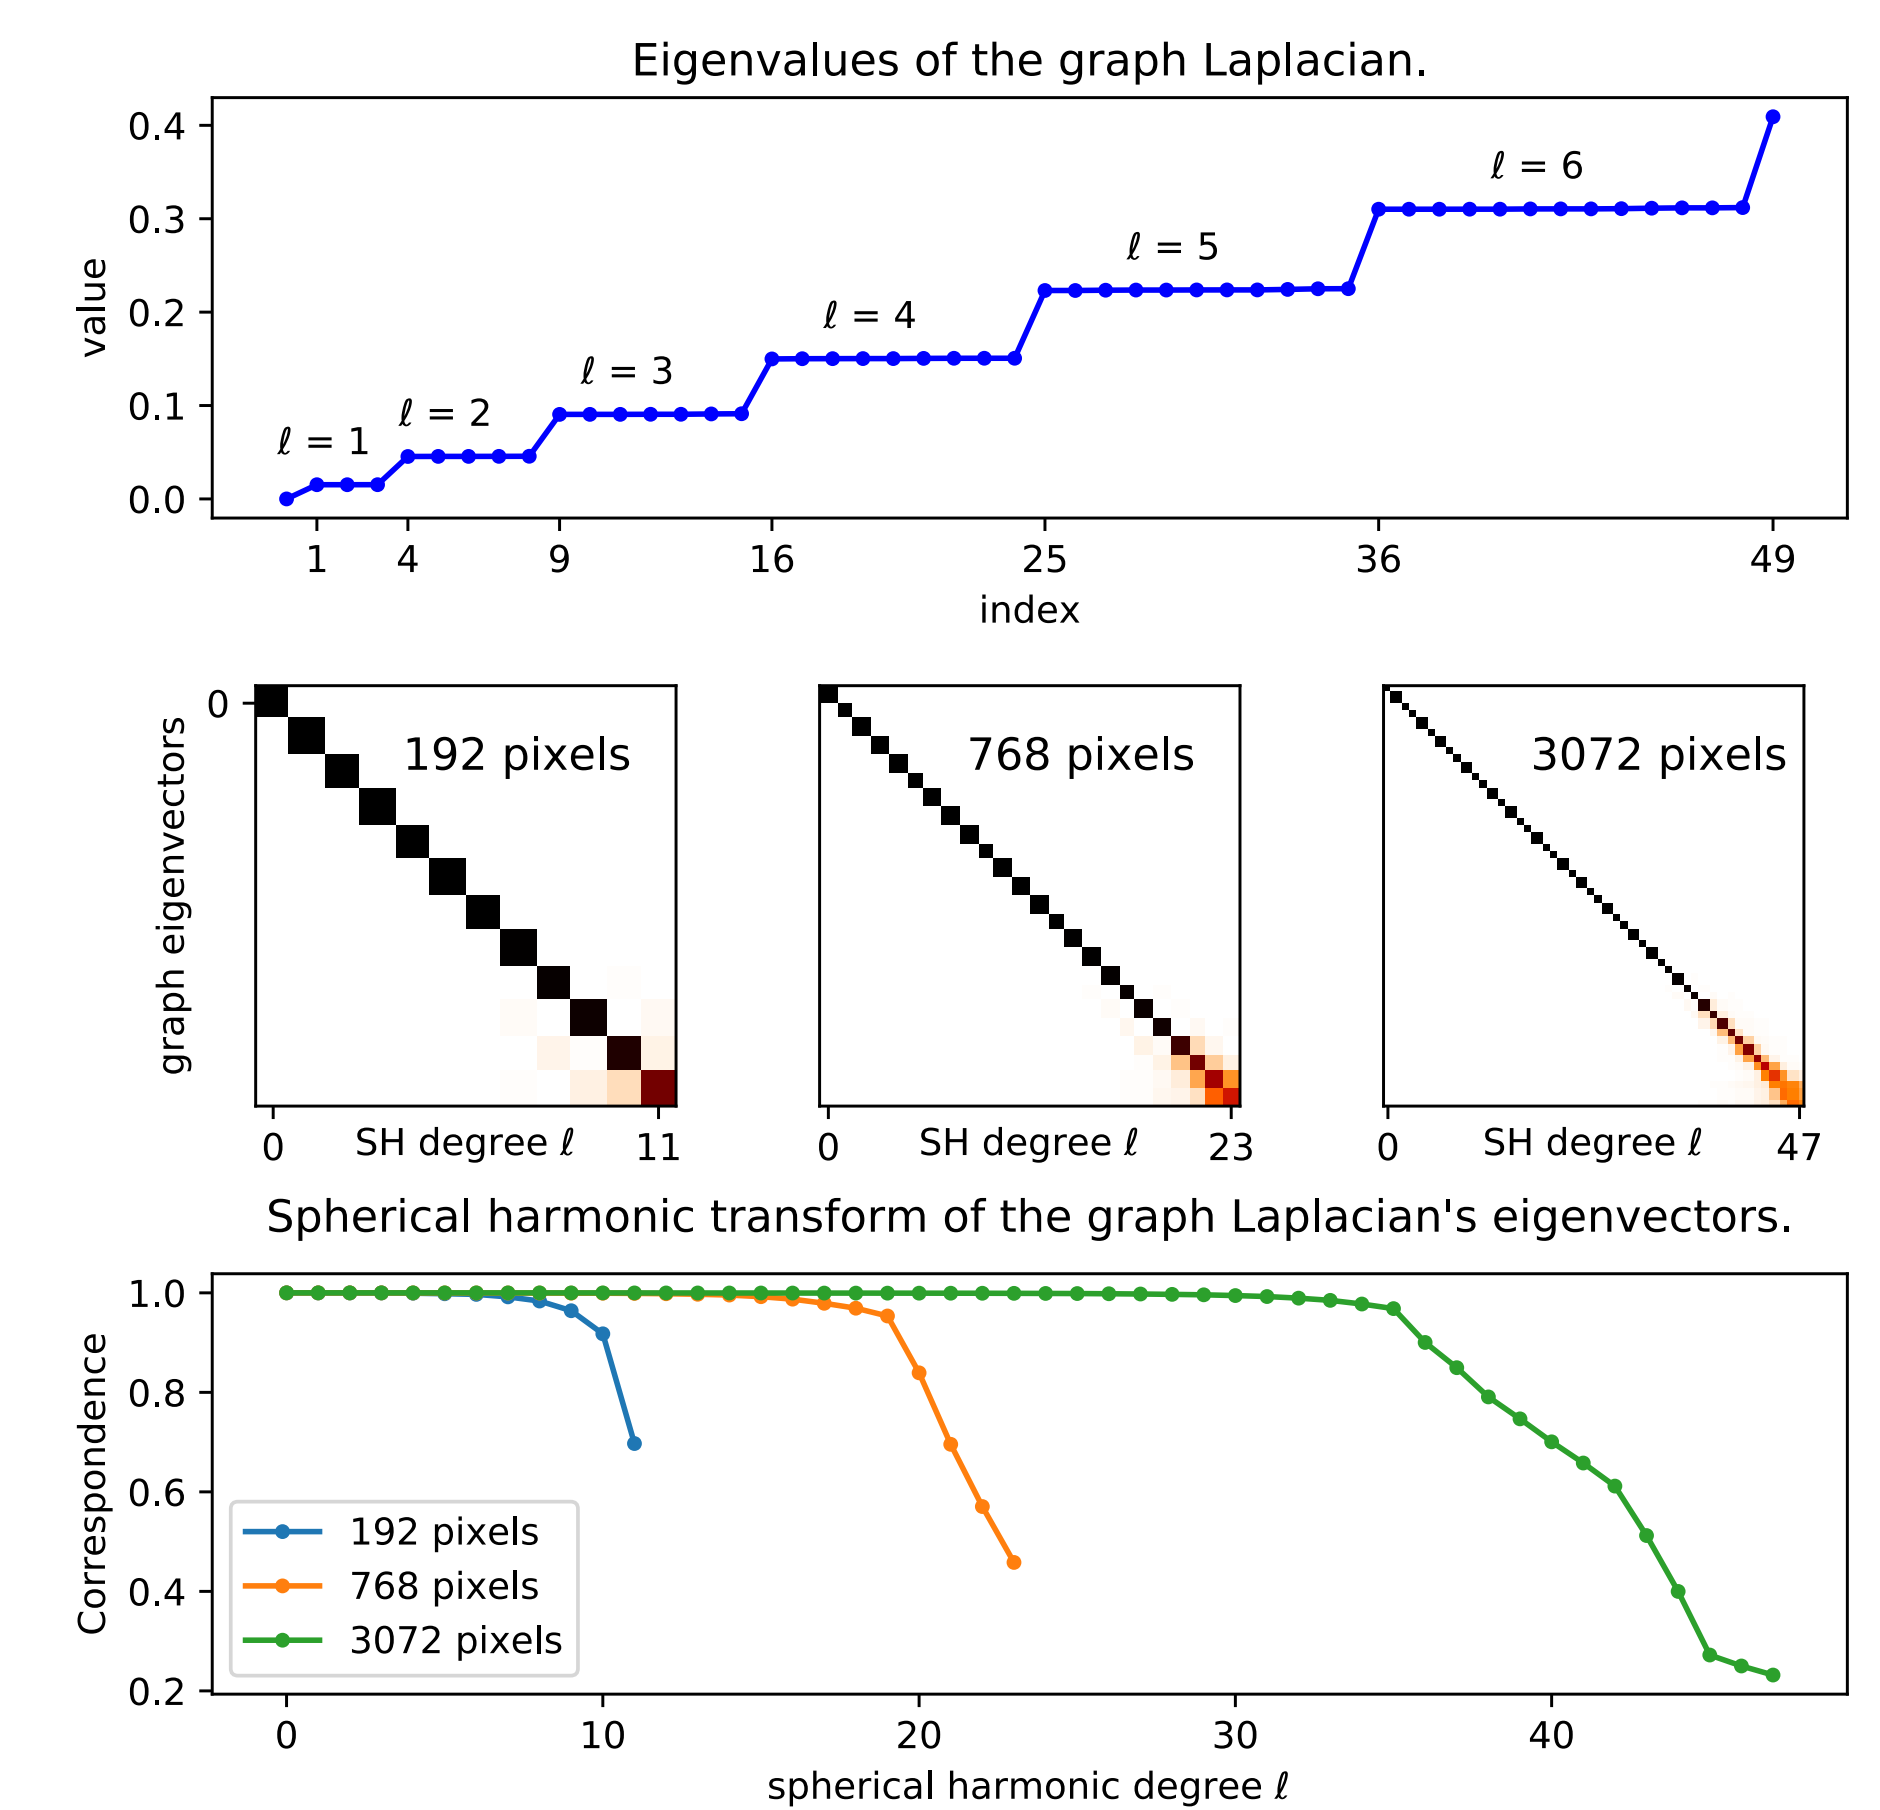 Eigenvalues of the graph Laplacian.
value
0.4
0.3
0.2
0.1
0.0
ℓ = 1
ℓ = 2
ℓ = 3
ℓ = 4
ℓ = 5
ℓ = 6
1 4 9 16 25 36 49
index
graph eigenvectors
0
192 pixels
768 pixels
3072 pixels
0 SH degree ℓ 11
0 SH degree ℓ 23
0 SH degree ℓ 47
Spherical harmonic transform of the graph Laplacian's eigenvectors.
Correspondence
1.0
0.8
0.6
0.4
0.2
192 pixels
768 pixels
3072 pixels
0 10 20 30 40
spherical harmonic degree ℓ